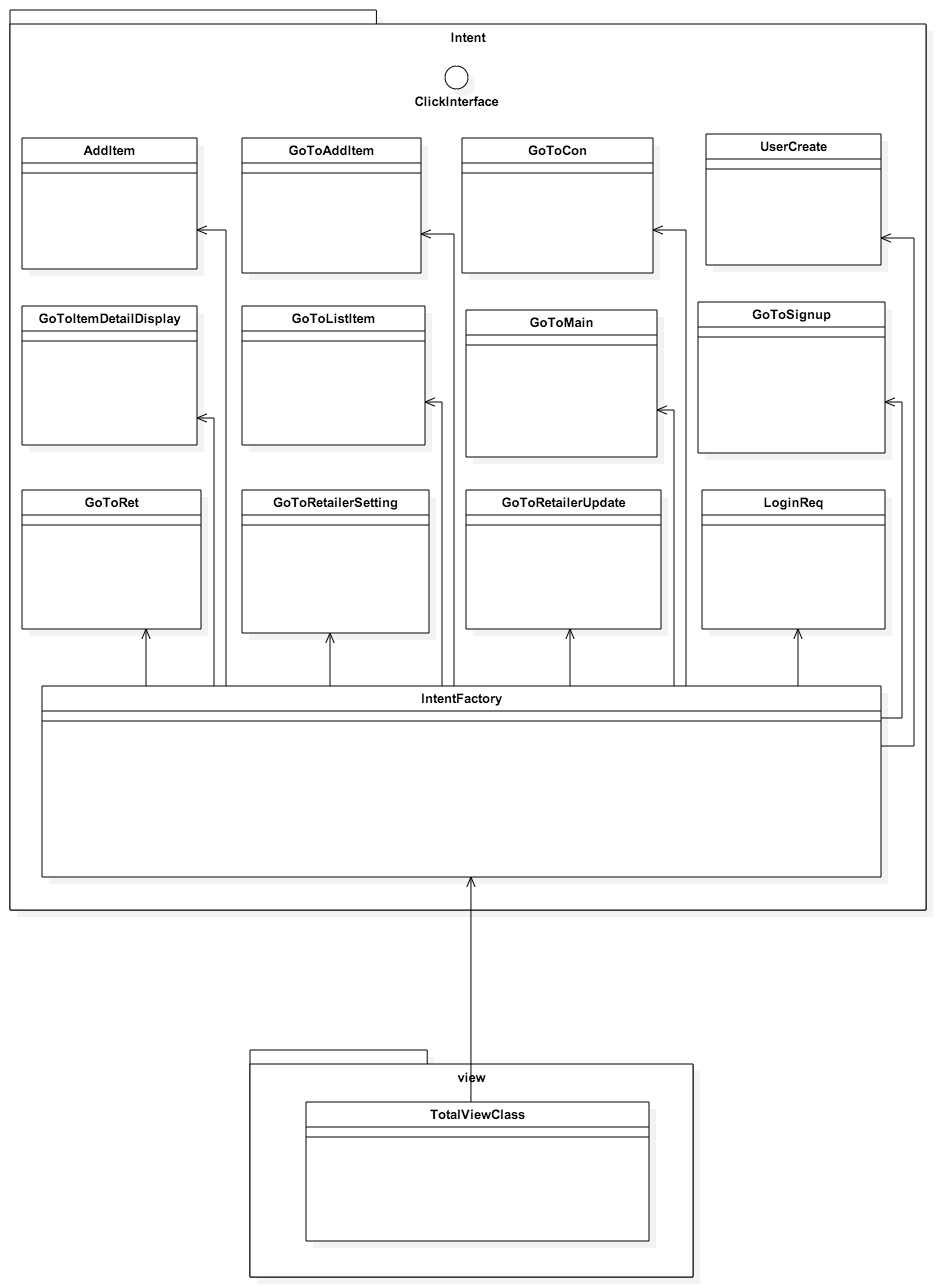 Intent
ClickInterface
AddItem
GoToAddItem
GoToCon
UserCreate
GoToItemDetailDisplay
GoToListItem
GoToMain
GoToSignup
GoToRet
GoToRetailerSetting
GoToRetailerUpdate
LoginReq
IntentFactory
view
TotalViewClass